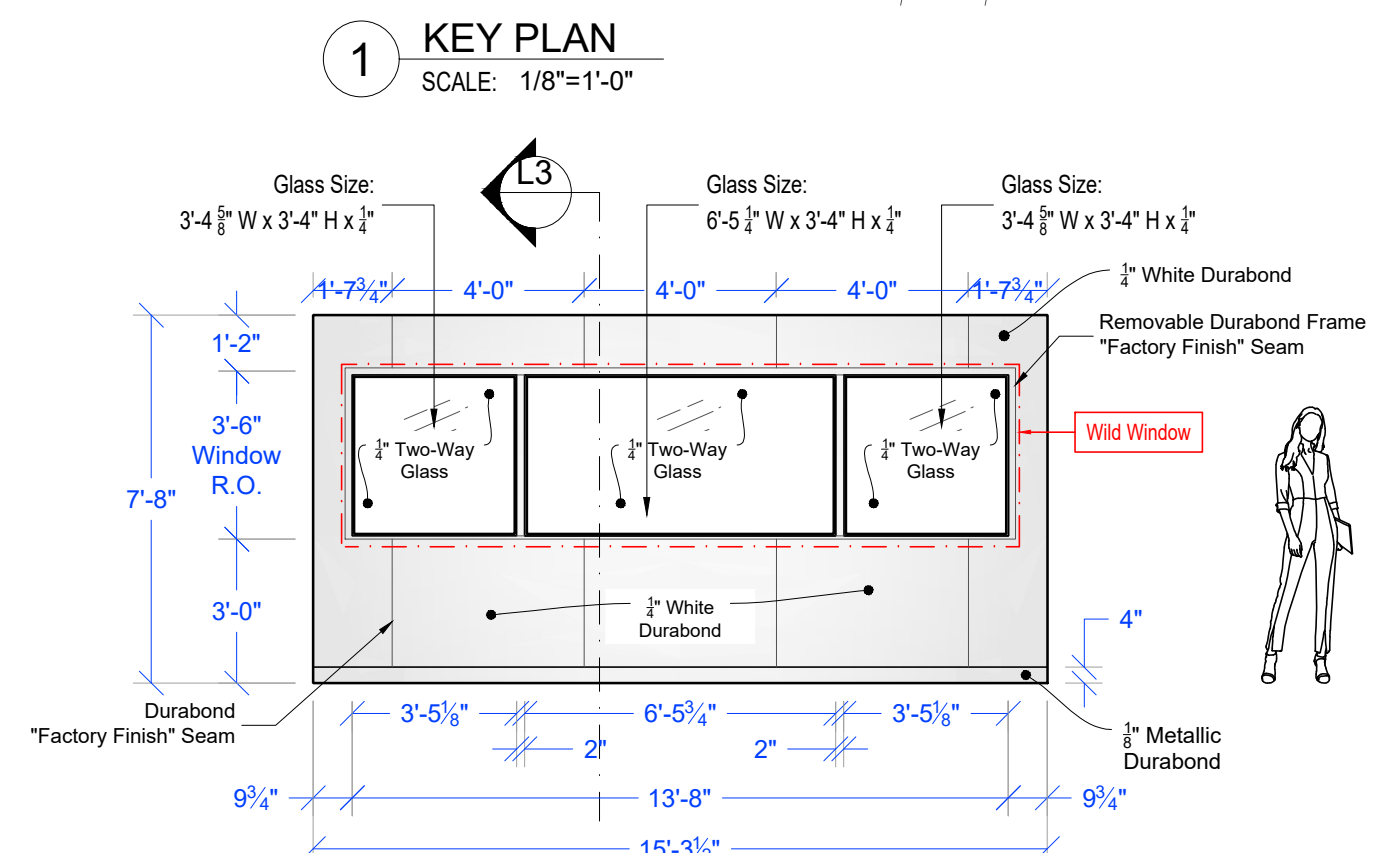 1
KEY PLAN
SCALE: 1/8"=1'-0"
L3
Glass Size:
3'-4 5/8" W x 3'-4" H x 1/4"
Glass Size:
6'-5 1/4" W x 3'-4" H x 1/4"
Glass Size:
3'-4 5/8" W x 3'-4" H x 1/4"
1/4" White Durabond
1'-7 3/4"
4'-0"
4'-0"
4'-0"
1'-7 3/4"
Removable Durabond Frame
"Factory Finish" Seam
1'-2"
3'-6"
Window
R.O.
7'-8"
3'-0"
1/4" Two-Way
Glass
1/4" Two-Way
Glass
1/4" Two-Way
Glass
Wild Window
1/4" White
Durabond
4"
Durabond
"Factory Finish" Seam
3'-5 1/8"
6'-5 3/4"
3'-5 1/8"
2"
2"
1/8" Metallic
Durabond
9 3/4"
13'-8"
9 3/4"
15'-3 1/2"